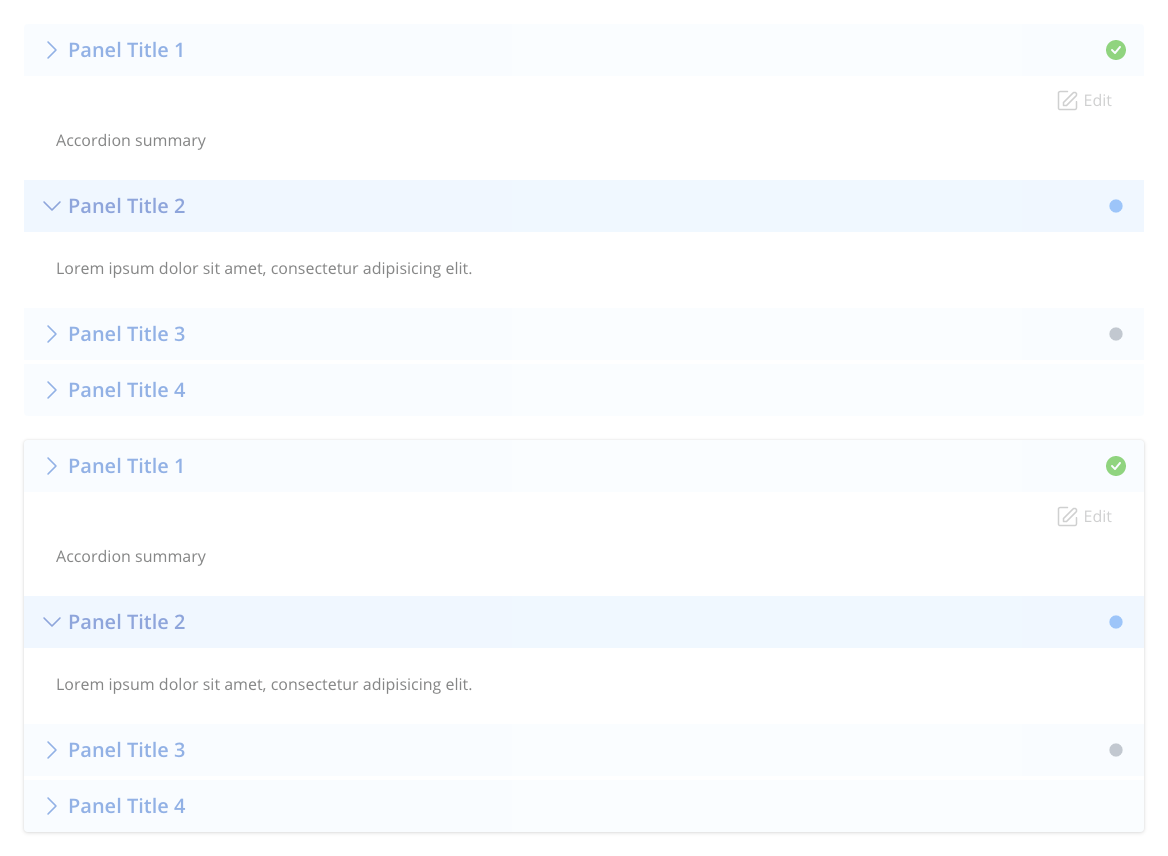 Panel Title 1
Edit
Accordion summary
Panel Title 2
Lorem ipsum dolor sit amet, consectetur adipisicing elit.
Panel Title 3
Panel Title 4
Panel Title 1
Edit
Accordion summary
Panel Title 2
Lorem ipsum dolor sit amet, consectetur adipisicing elit.
Panel Title 3
Panel Title 4